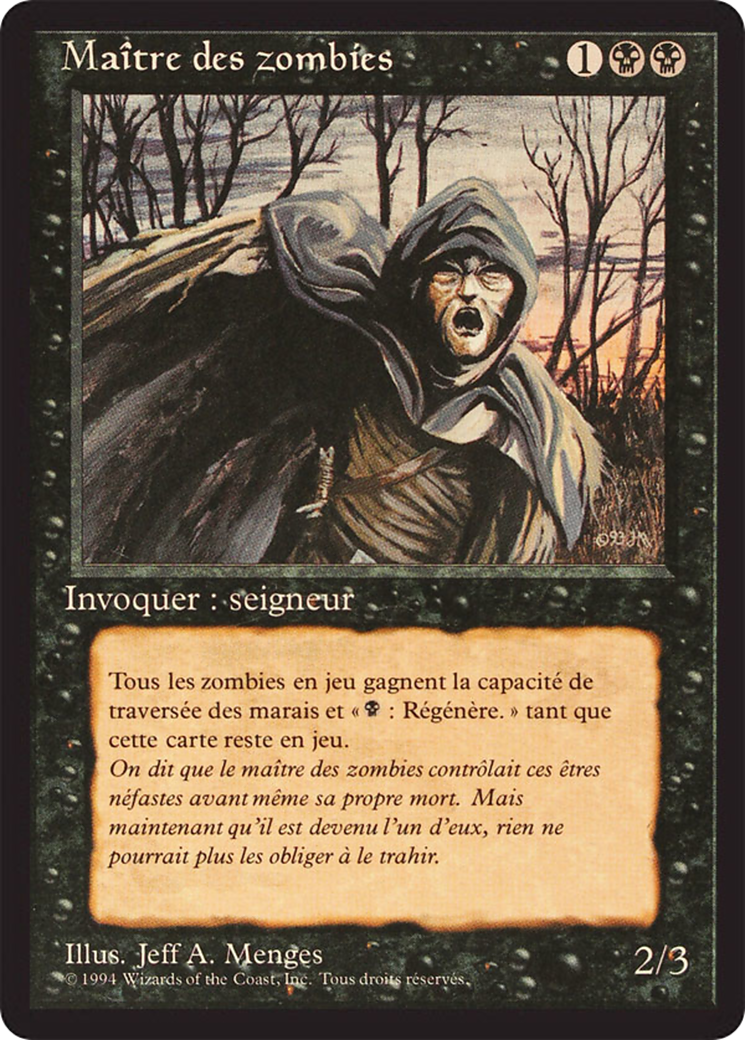 Maître des zombies 1
©93 JM
Invoquer : seigneur
Tous les zombies en jeu gagnent la capacité de
traversée des marais et « : Régénère. » tant que
cette carte reste en jeu.
On dit que le maître des zombies contrôlait ces êtres
néfastes avant même sa propre mort. Mais
maintenant qu'il est devenu l'un d'eux, rien ne
pourrait plus les obliger à le trahir.
Illus. Jeff A. Menges
2/3
© 1994 Wizards of the Coast, Inc. Tous droits réservés.